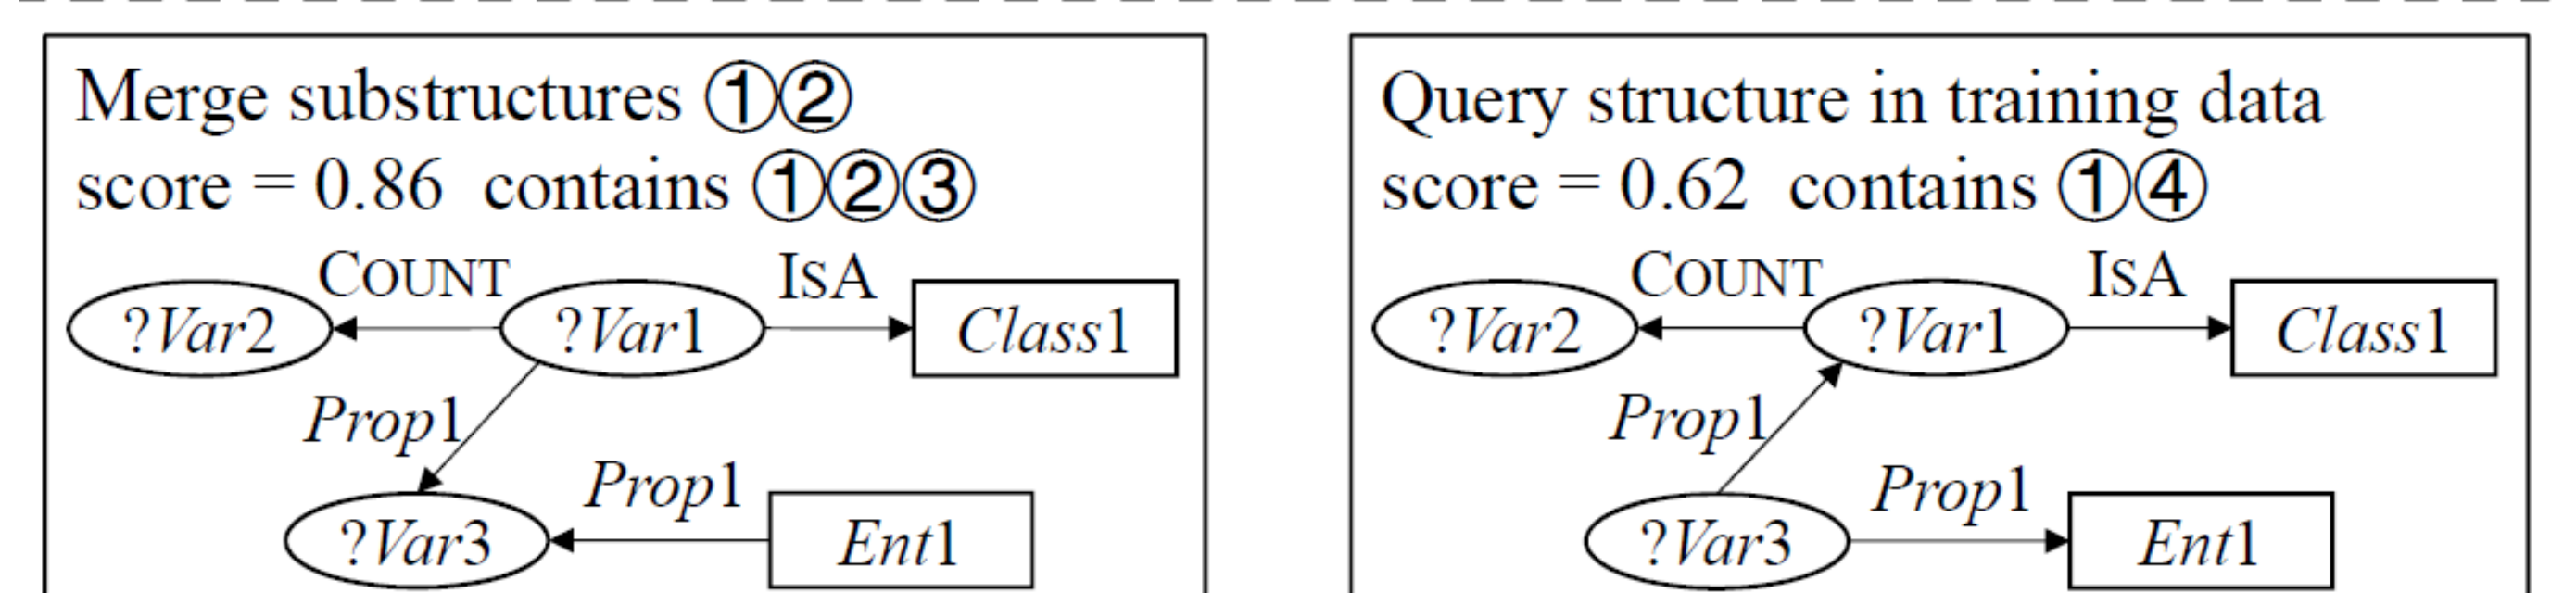 Merge substructures ①②
score = 0.86 contains ①②③
COUNT ISA
?Var2 ?Var1 Class1
Prop1
Prop1
?Var3 Ent1
Query structure in training data
score = 0.62 contains ①④
COUNT ISA
?Var2 ?Var1 Class1
Prop1
Prop1
?Var3 Ent1